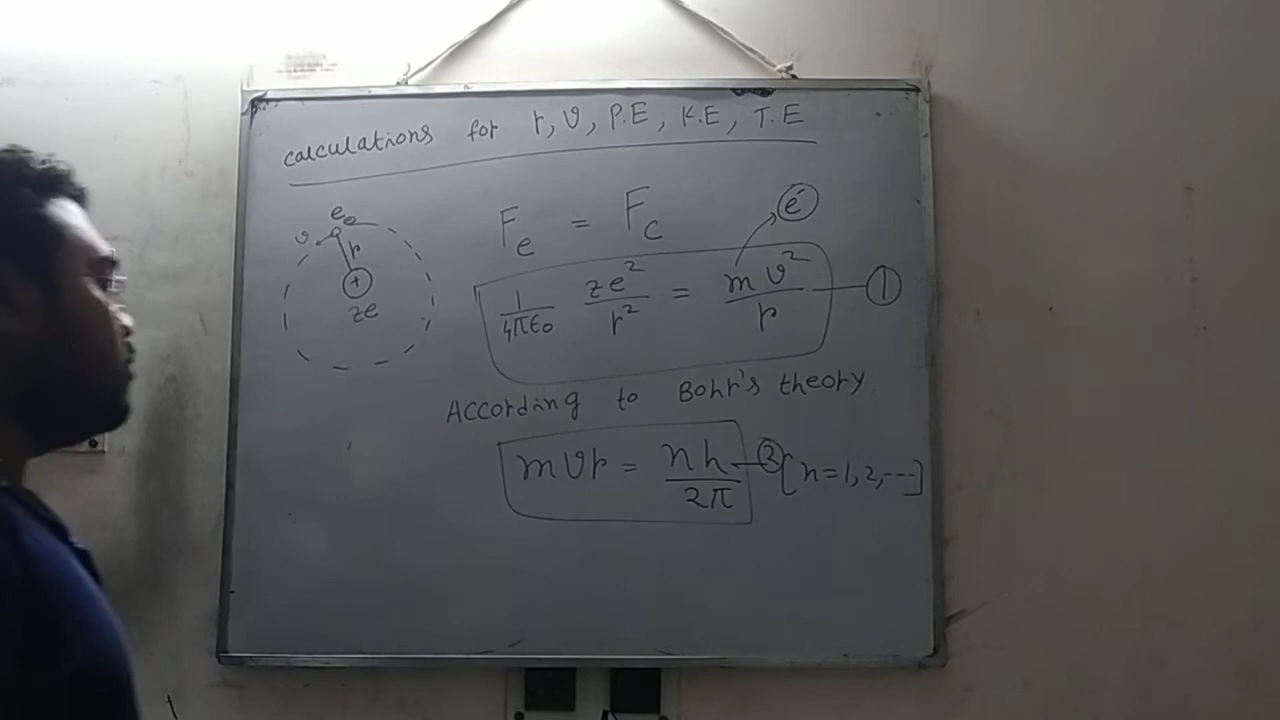 calculations for r, v, P.E, K.E, T.E
e
v
r
+
ze
Fe = Fc
e⁻
1/4πε₀ ze²/r² = mv²/r — ①
According to Bohr's theory
mvr = nh/2π — ② [n=1,2,---]